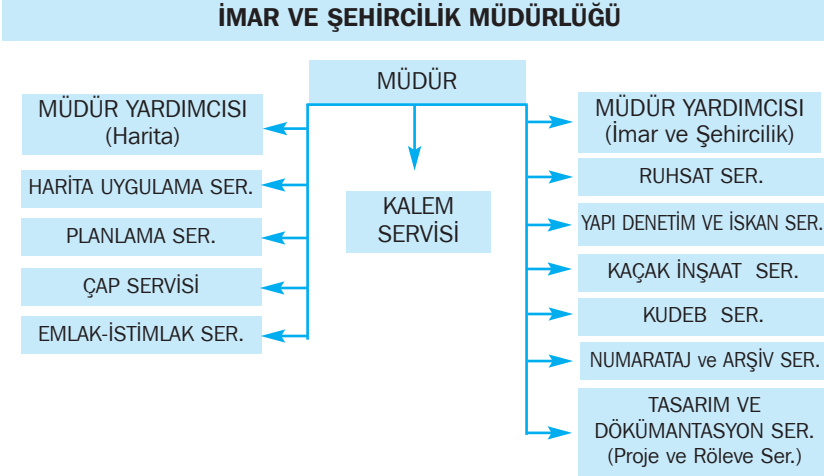 İMAR VE ŞEHİRCİLİK MÜDÜRLÜĞÜ
MÜDÜR
MÜDÜR YARDIMCISI
(Harita)
HARİTA UYGULAMA SER.
PLANLAMA SER.
ÇAP SERVİSİ
EMLAK-İSTİMLAK SER.
KALEM
SERVİSİ
MÜDÜR YARDIMCISI
(İmar ve Şehircilik)
RUHSAT SER.
YAPI DENETİM VE İSKAN SER.
KAÇAK İNŞAAT SER.
KUDEB SER.
NUMARATAJ ve ARŞİV SER.
TASARIM VE
DÖKÜMANTASYON SER.
(Proje ve Röleve Ser.)